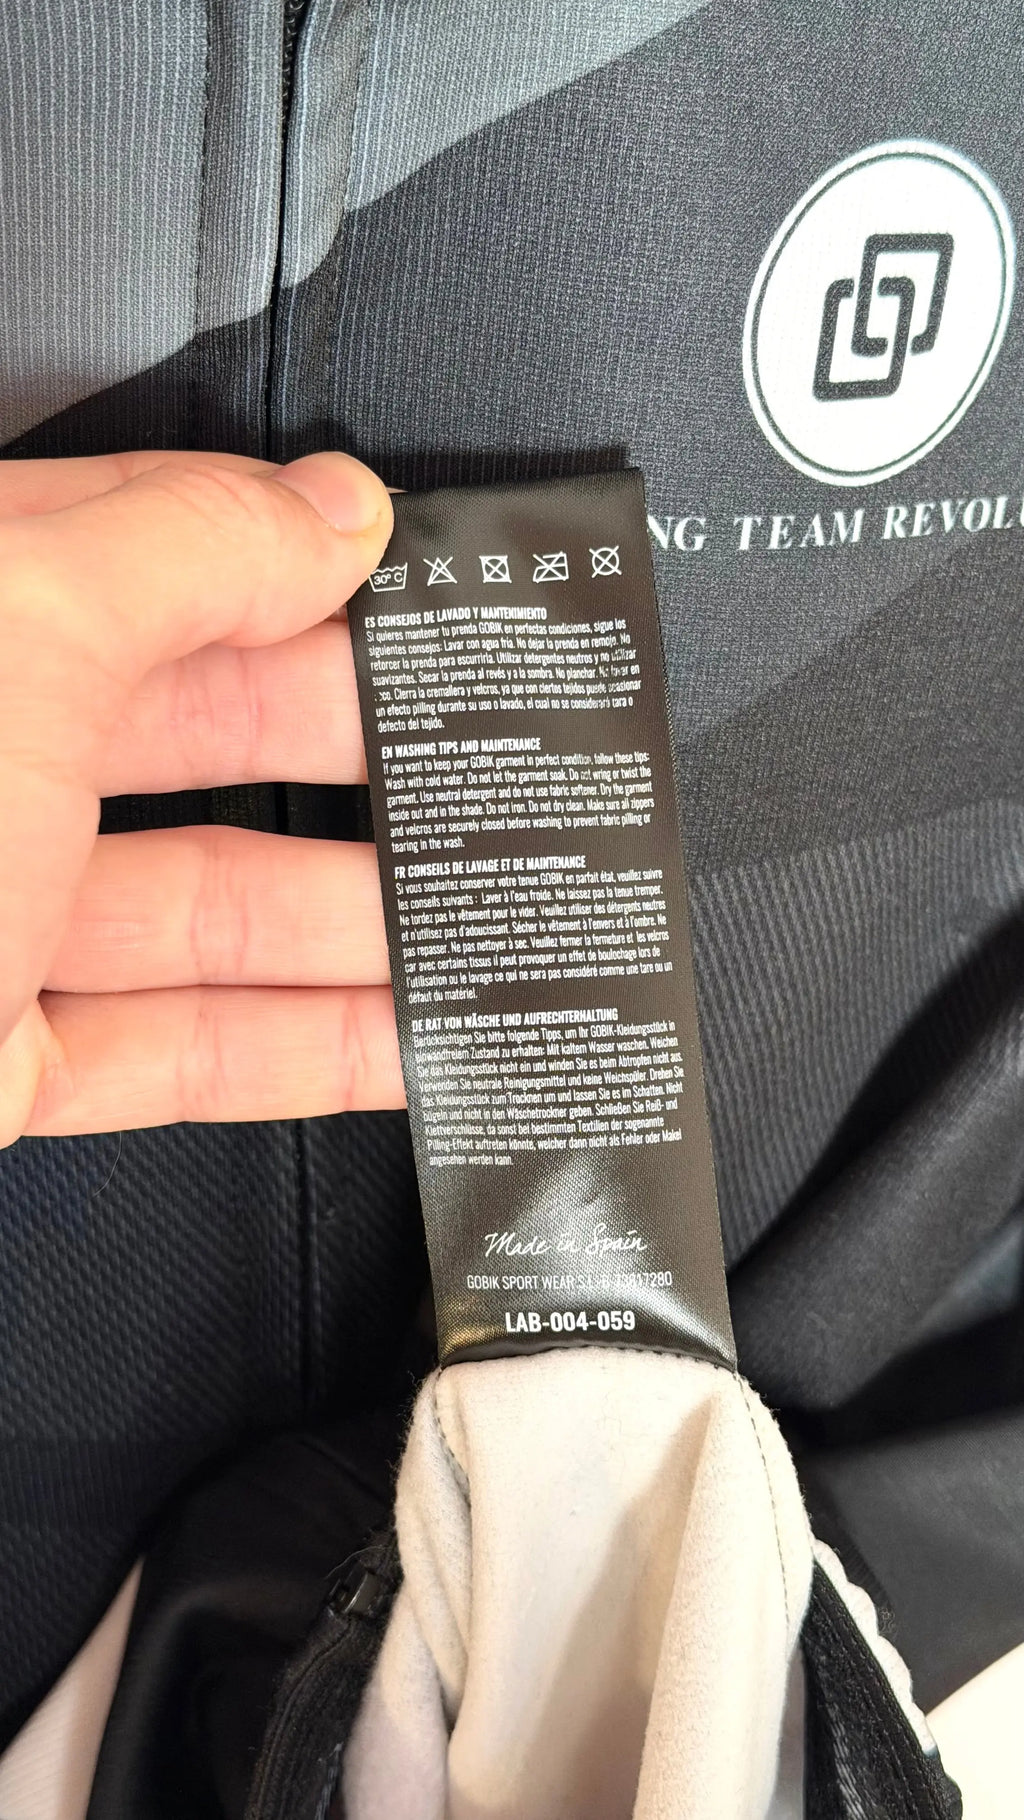 NG TEAM REVOLU
30º C
ES CONSEJOS DE LAVADO Y MANTENIMIENTO
Si quieres mantener tu prenda GOBIK en perfectas condiciones, sigue los
siguientes consejos: Lavar con agua fría. No dejar la prenda en remojo. No
retorcer la prenda para escurrirla. Utilizar detergentes neutros y no utilizar
suavizantes. Secar la prenda al revés y a la sombra. No planchar. No lavar en
seco. Cierra la cremallera y velcros, ya que con ciertos tejidos puede ocasionar
un efecto pilling durante su uso o lavado, el cual no se considerará tara o
defecto del tejido.
EN WASHING TIPS AND MAINTENANCE
If you want to keep your GOBIK garment in perfect condition, follow these tips:
Wash with cold water. Do not let the garment soak. Do not wring or twist the
garment. Use neutral detergent and do not use fabric softener. Dry the garment
inside out and in the shade. Do not iron. Do not dry clean. Make sure all zippers
and velcros are securely closed before washing to prevent fabric pilling or
tearing in the wash.
FR CONSEILS DE LAVAGE ET DE MAINTENANCE
Si vous souhaitez conserver votre tenue GOBIK en parfait état, veuillez suivre
les conseils suivants : Laver à l'eau froide. Ne laissez pas la tenue tremper.
Ne tordez pas le vêtement pour le vider. Veuillez utiliser des détergents neutres
et n'utilisez pas d'adoucissant. Sécher le vêtement à l'envers et à l'ombre. Ne
pas repasser. Ne pas nettoyer à sec. Veuillez fermer la fermeture et les velcros
car avec certains tissus il peut provoquer un effet de boulochage lors de
l'utilisation ou le lavage ce qui ne sera pas considéré comme une tare ou un
défaut du matériel.
DE RAT VON WÄSCHE UND AUFRECHTERHALTUNG
Berücksichtigen Sie bitte folgende Tipps, um Ihr GOBIK-Kleidungsstück in
einwandfreiem Zustand zu erhalten: Mit kaltem Wasser waschen. Weichen
Sie das Kleidungsstück nicht ein und winden Sie es beim Abtropfen nicht aus.
Verwenden Sie neutrale Reinigungsmittel und keine Weichspüler. Drehen Sie
das Kleidungsstück zum Trocknen um und lassen Sie es im Schatten. Nicht
bügeln und nicht in den Wäschetrockner geben. Schließen Sie Reiß- und
Klettverschlüsse, da sonst bei bestimmten Textilien der sogenannte
Pilling-Effekt auftreten könnte, welcher dann nicht als Fehler oder Makel
angesehen werden kann.
Made in Spain
GOBIK SPORT WEAR S.L.
LAB-004-059